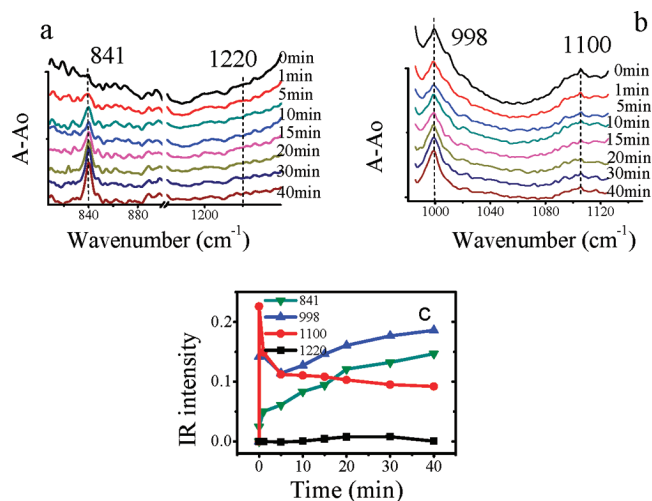 a
841
1220
0min
1min
5min
10min
15min
20min
30min
40min
A-Ao
840 880 1200
Wavenumber (cm⁻¹)
b
998
1100
0min
1min
5min
10min
15min
20min
30min
40min
A-Ao
1000 1040 1080 1120
Wavenumber (cm⁻¹)
c
841
998
1100
1220
0.2
0.1
0.0
IR intensity
0 10 20 30 40
Time (min)